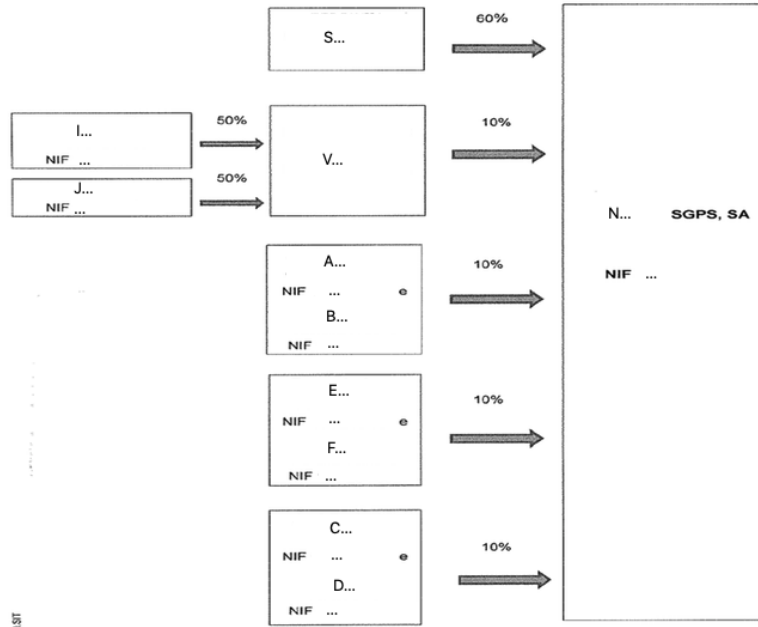 S...
60%
I...
NIF ...
50%
J...
NIF ...
50%
V...
10%
N... SGPS, SA
NIF ...
A...
NIF ... e
B...
NIF ...
10%
E...
NIF ... e
F...
NIF ...
10%
C...
NIF ... e
D...
NIF ...
10%